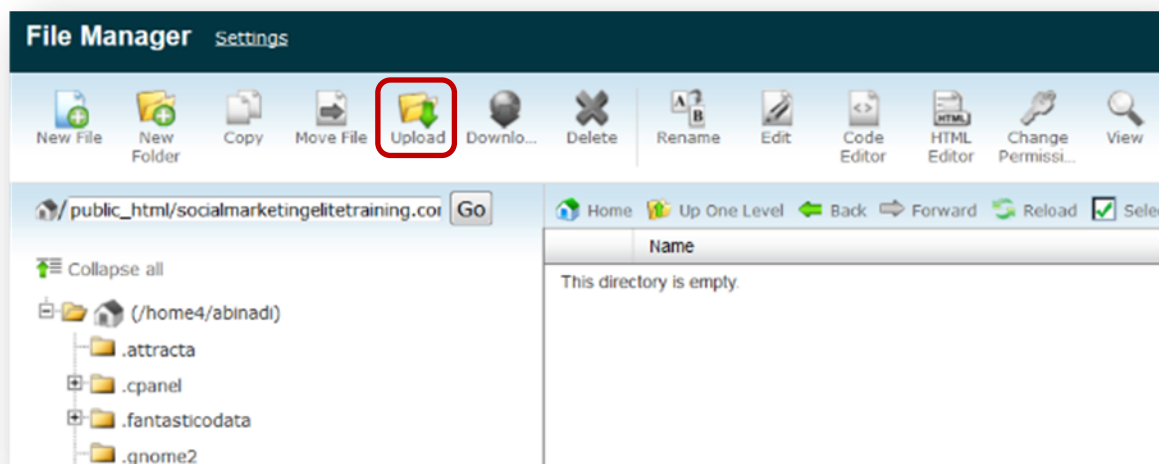 File Manager Settings
New File New Folder Copy Move File Upload Downlo... Delete Rename Edit Code Editor HTML Editor Change Permissi... View
/ public_html/socialmarketingelitetraining.cor Go
Home Up One Level Back Forward Reload Selec
Name
This directory is empty.
Collapse all
(/home4/abinadi)
.attracta
.cpanel
.fantasticodata
.gnome2